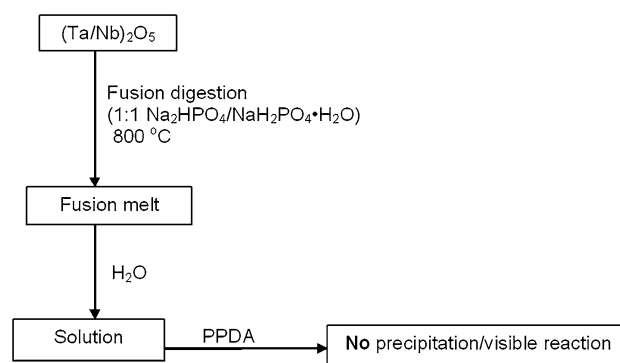 (Ta/Nb)₂O₅
Fusion digestion
(1:1 Na₂HPO₄/NaH₂PO₄•H₂O)
800 °C
Fusion melt
H₂O
Solution
PPDA
No precipitation/visible reaction